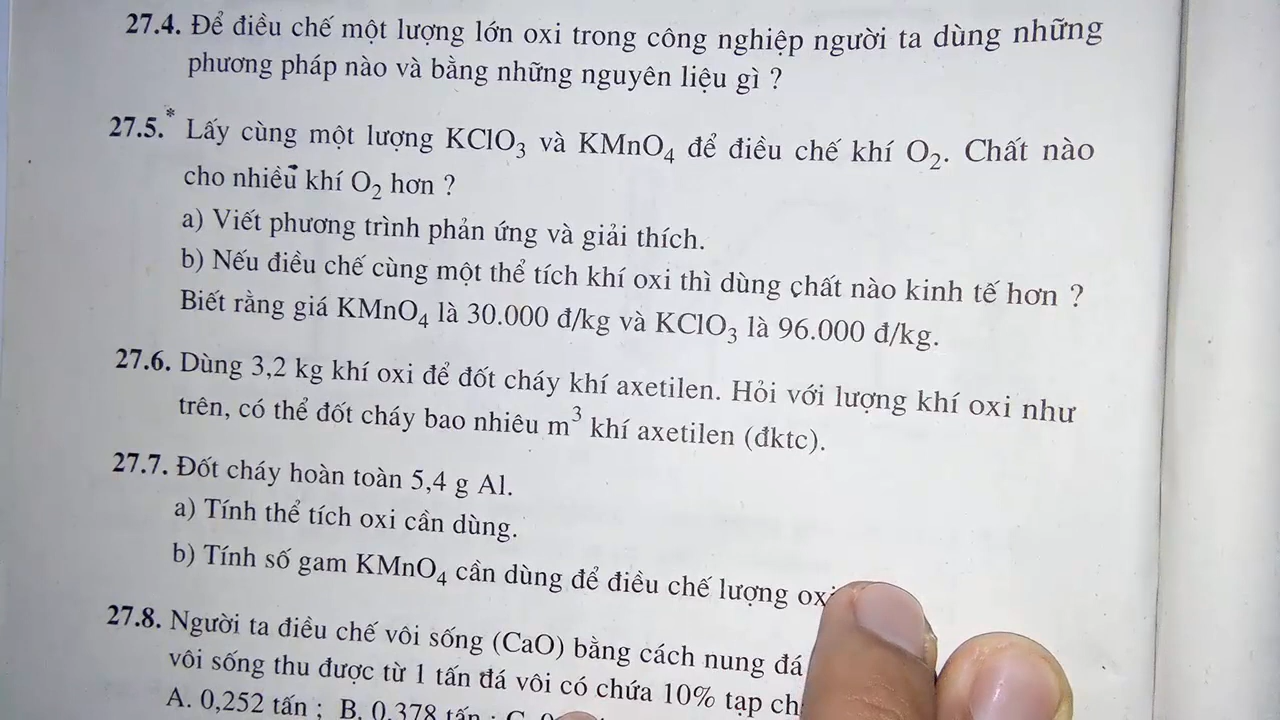 27.4. Để điều chế một lượng lớn oxi trong công nghiệp người ta dùng những
phương pháp nào và bằng những nguyên liệu gì ?
27.5.* Lấy cùng một lượng KClO₃ và KMnO₄ để điều chế khí O₂. Chất nào
cho nhiều khí O₂ hơn ?
a) Viết phương trình phản ứng và giải thích.
b) Nếu điều chế cùng một thể tích khí oxi thì dùng chất nào kinh tế hơn ?
Biết rằng giá KMnO₄ là 30.000 đ/kg và KClO₃ là 96.000 đ/kg.
27.6. Dùng 3,2 kg khí oxi để đốt cháy khí axetilen. Hỏi với lượng khí oxi như
trên, có thể đốt cháy bao nhiêu m³ khí axetilen (đktc).
27.7. Đốt cháy hoàn toàn 5,4 g Al.
a) Tính thể tích oxi cần dùng.
b) Tính số gam KMnO₄ cần dùng để điều chế lượng oxi
27.8. Người ta điều chế vôi sống (CaO) bằng cách nung đá
vôi sống thu được từ 1 tấn đá vôi có chứa 10% tạp ch
A. 0,252 tấn ; B. 0,378 tấn ; C.